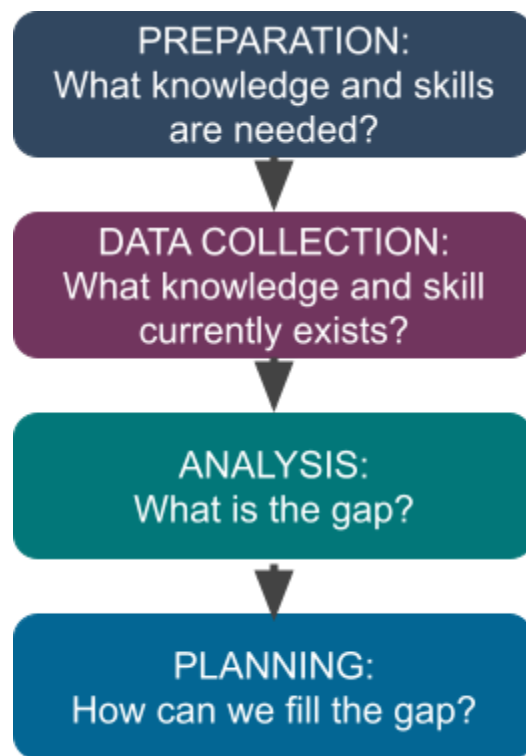 PREPARATION:
What knowledge and skills
are needed?
DATA COLLECTION:
What knowledge and skill
currently exists?
ANALYSIS:
What is the gap?
PLANNING:
How can we fill the gap?